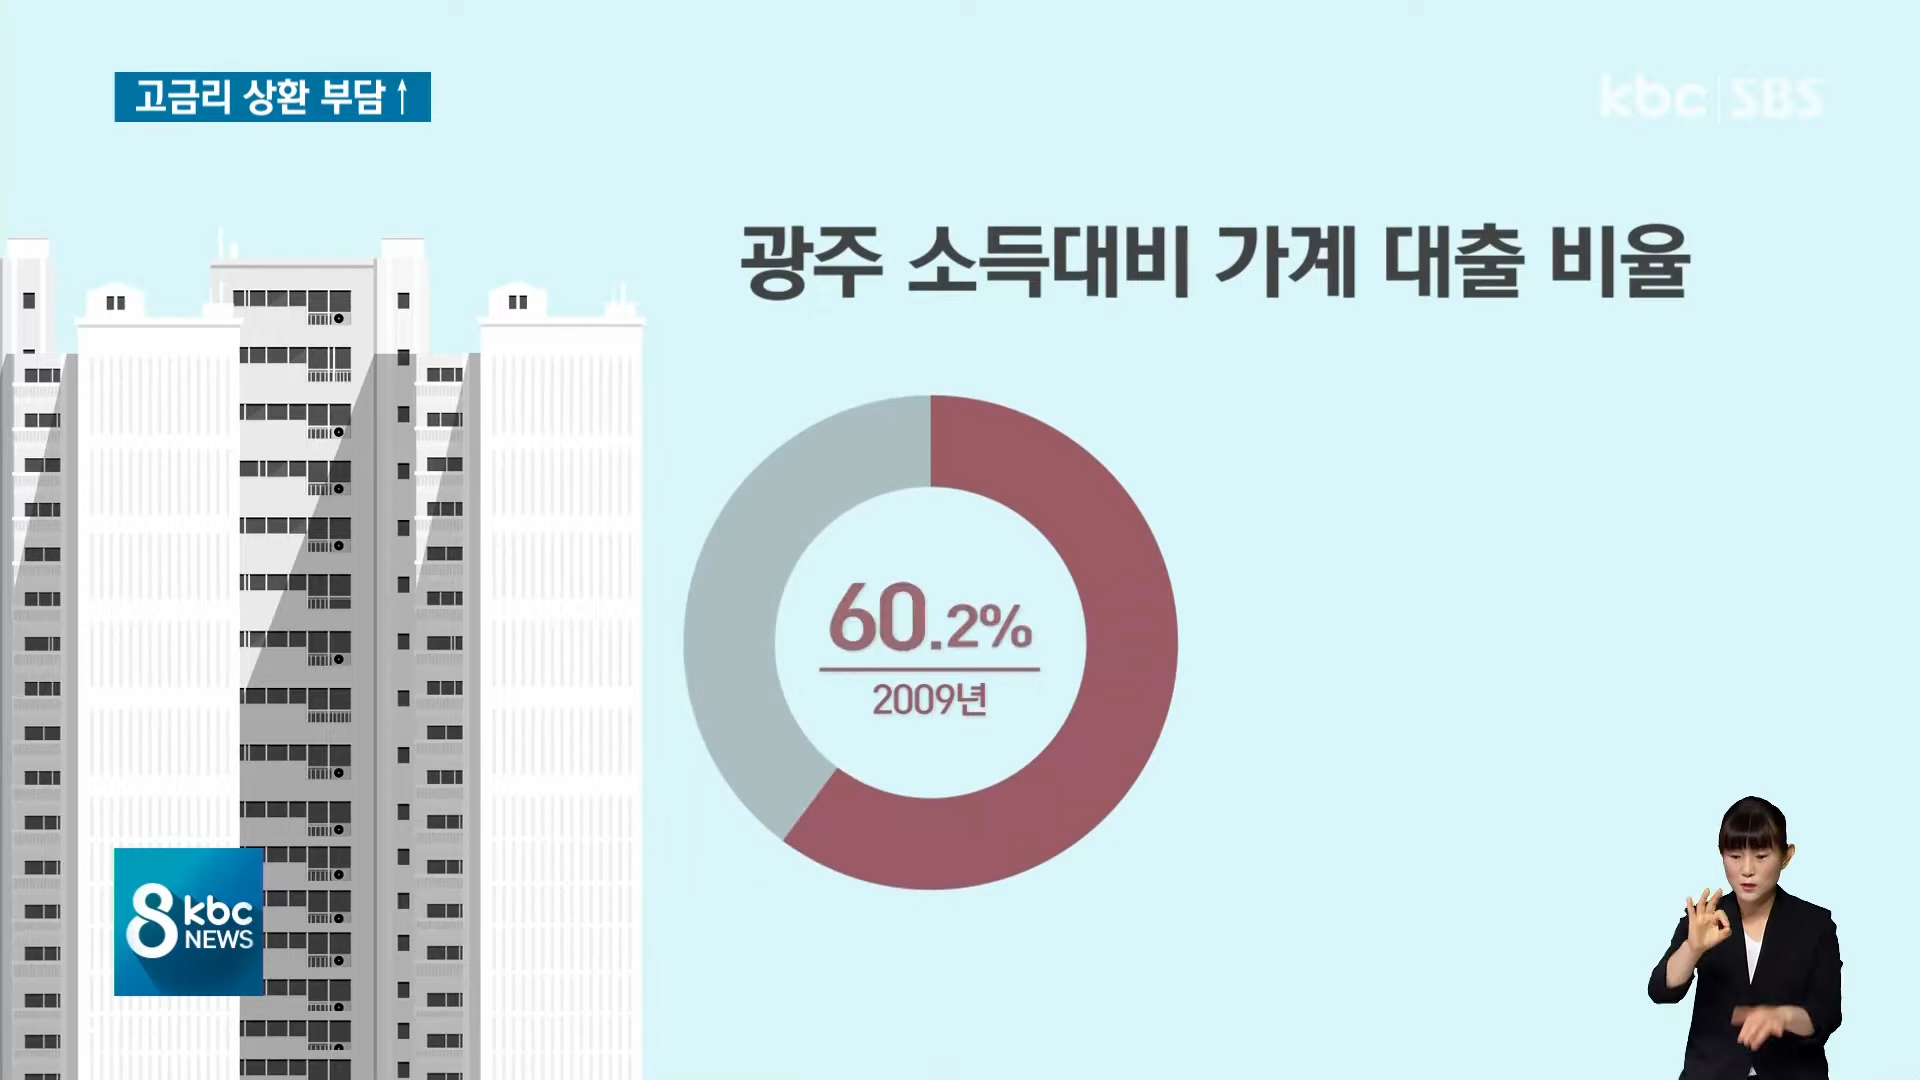 고금리 상환 부담↑
kbc SBS
광주 소득대비 가계 대출 비율
60.2%
2009년
8 kbc
NEWS